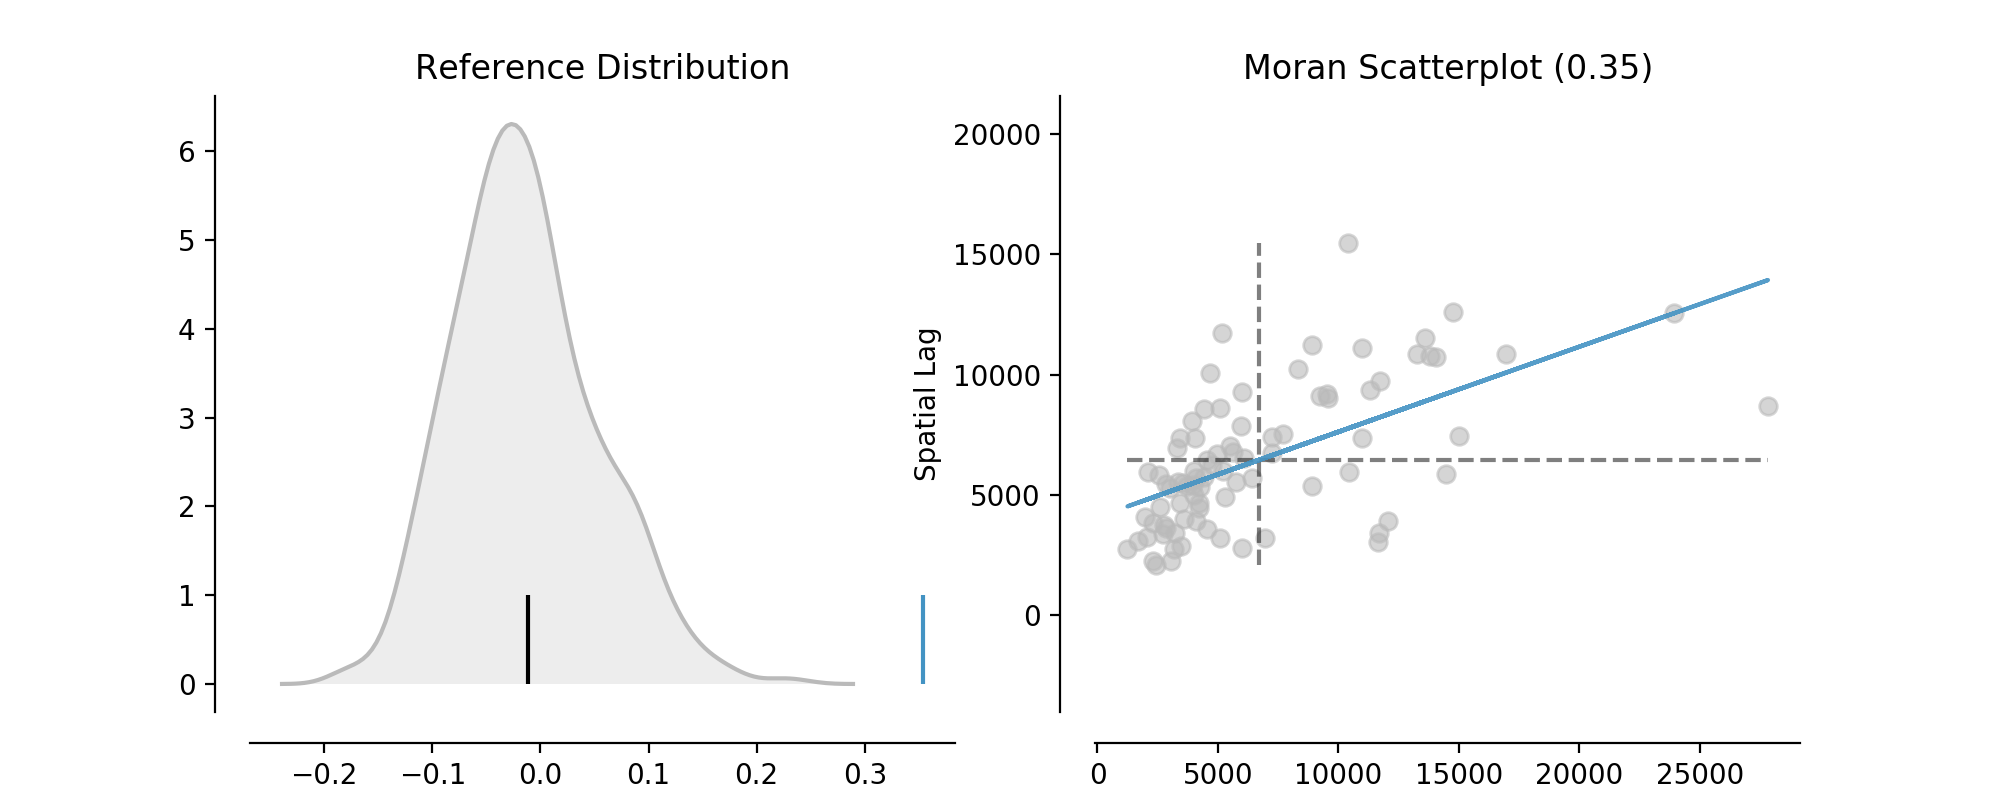 Reference Distribution
6
5
4
3
2
1
0
−0.2 −0.1 0.0 0.1 0.2 0.3
Moran Scatterplot (0.35)
Spatial Lag
20000
15000
10000
5000
0
0 5000 10000 15000 20000 25000